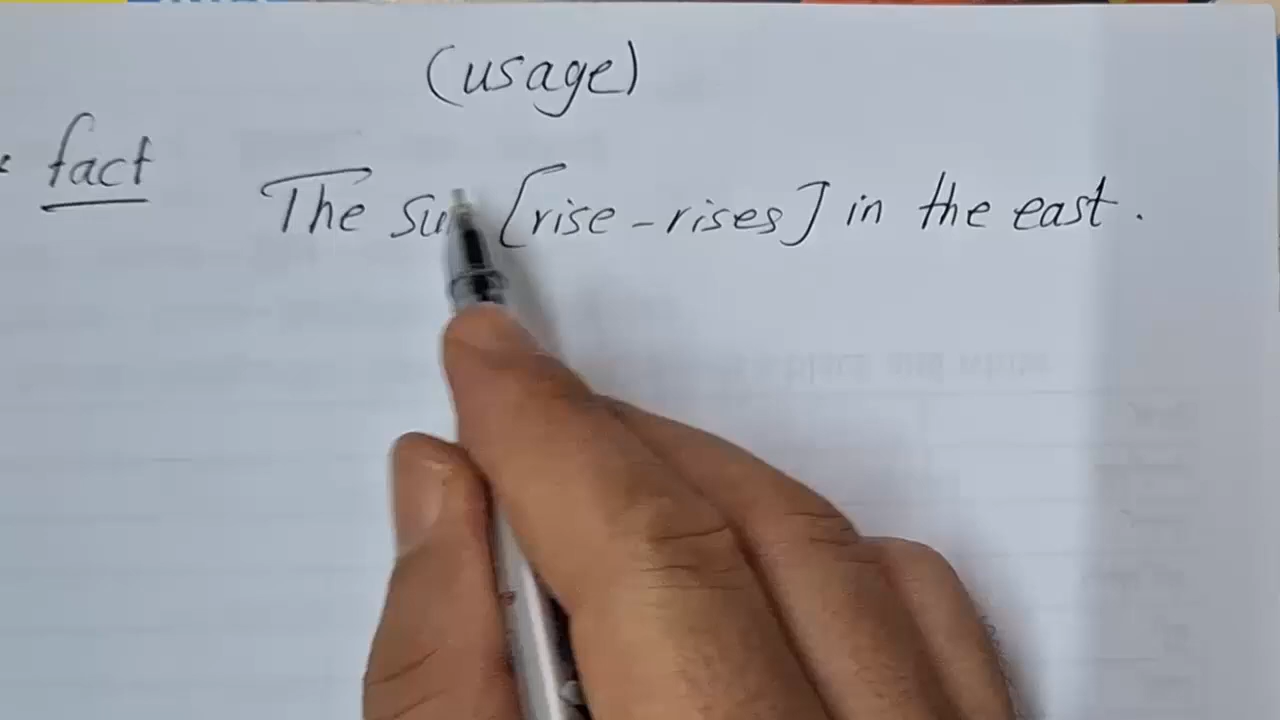 (usage)
fact The sun [rise - rises] in the east.